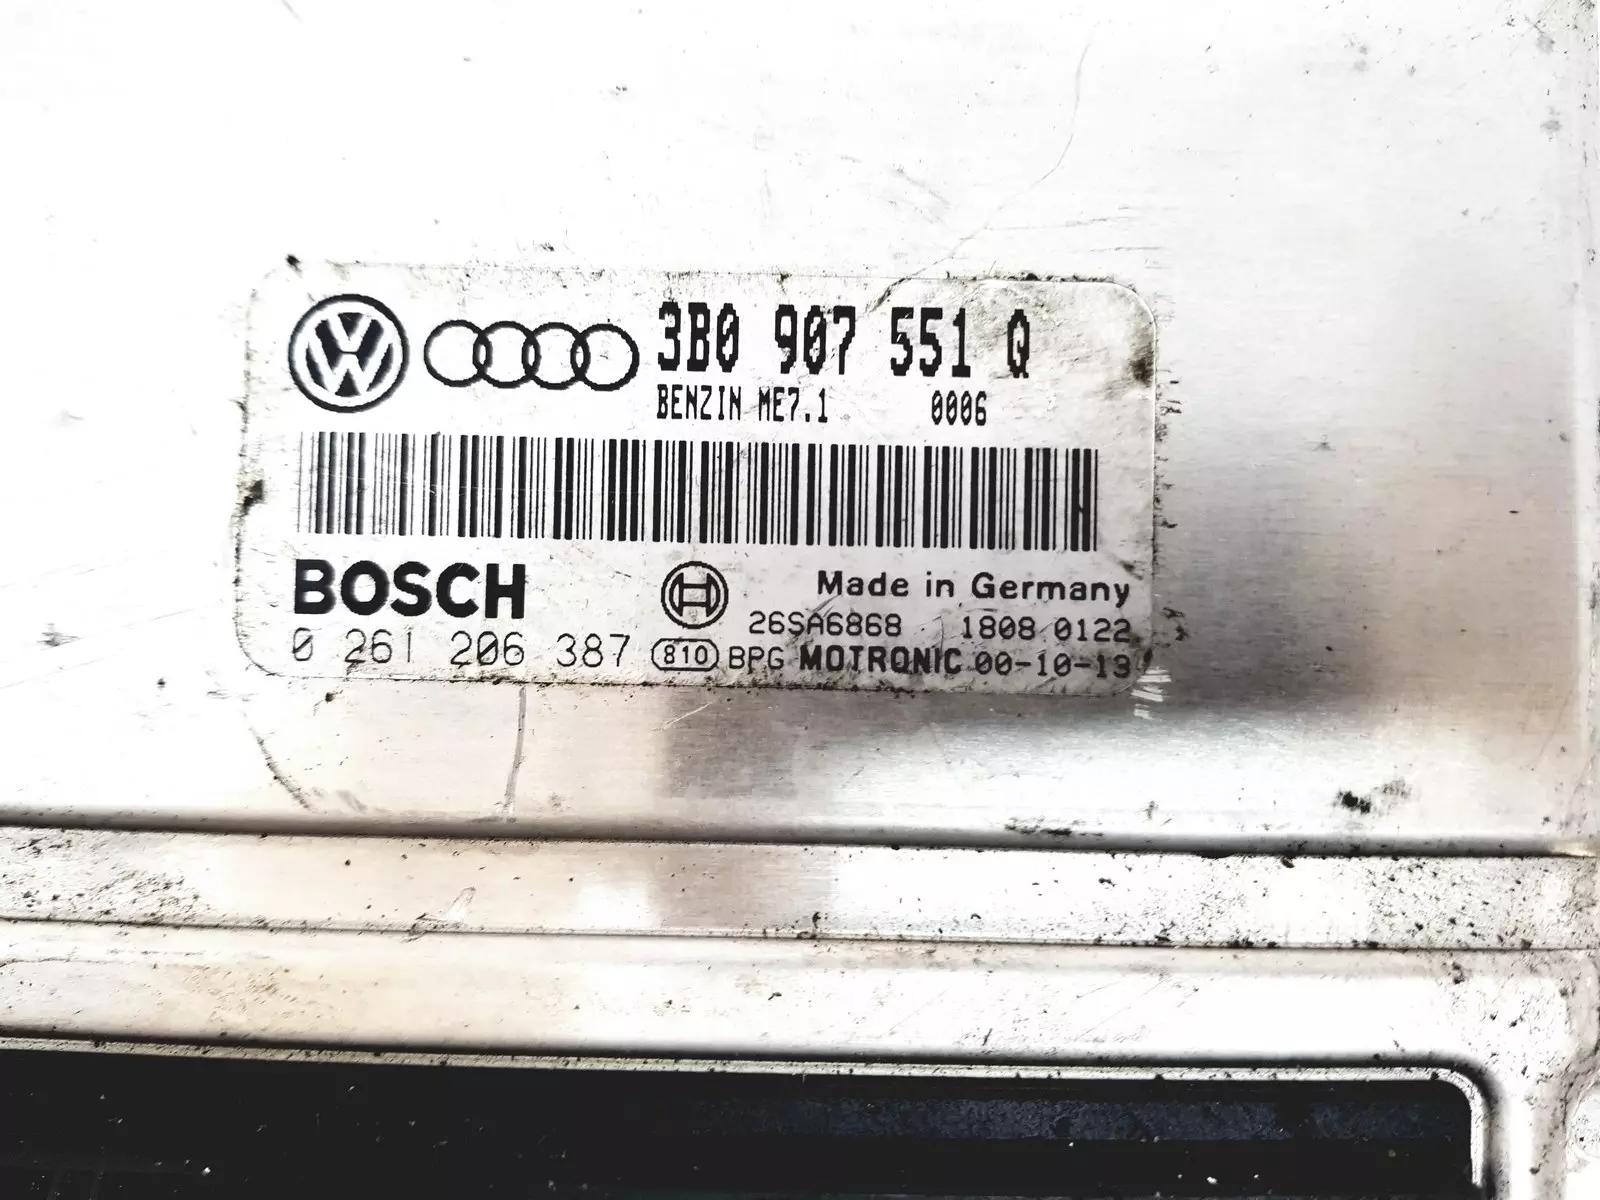 3B0 907 551 Q
BENZIN ME7.1 0006
BOSCH
Made in Germany
26SA6868 1808 0122
0 261 206 387 810 BPG MOTRONIC 00-10-13